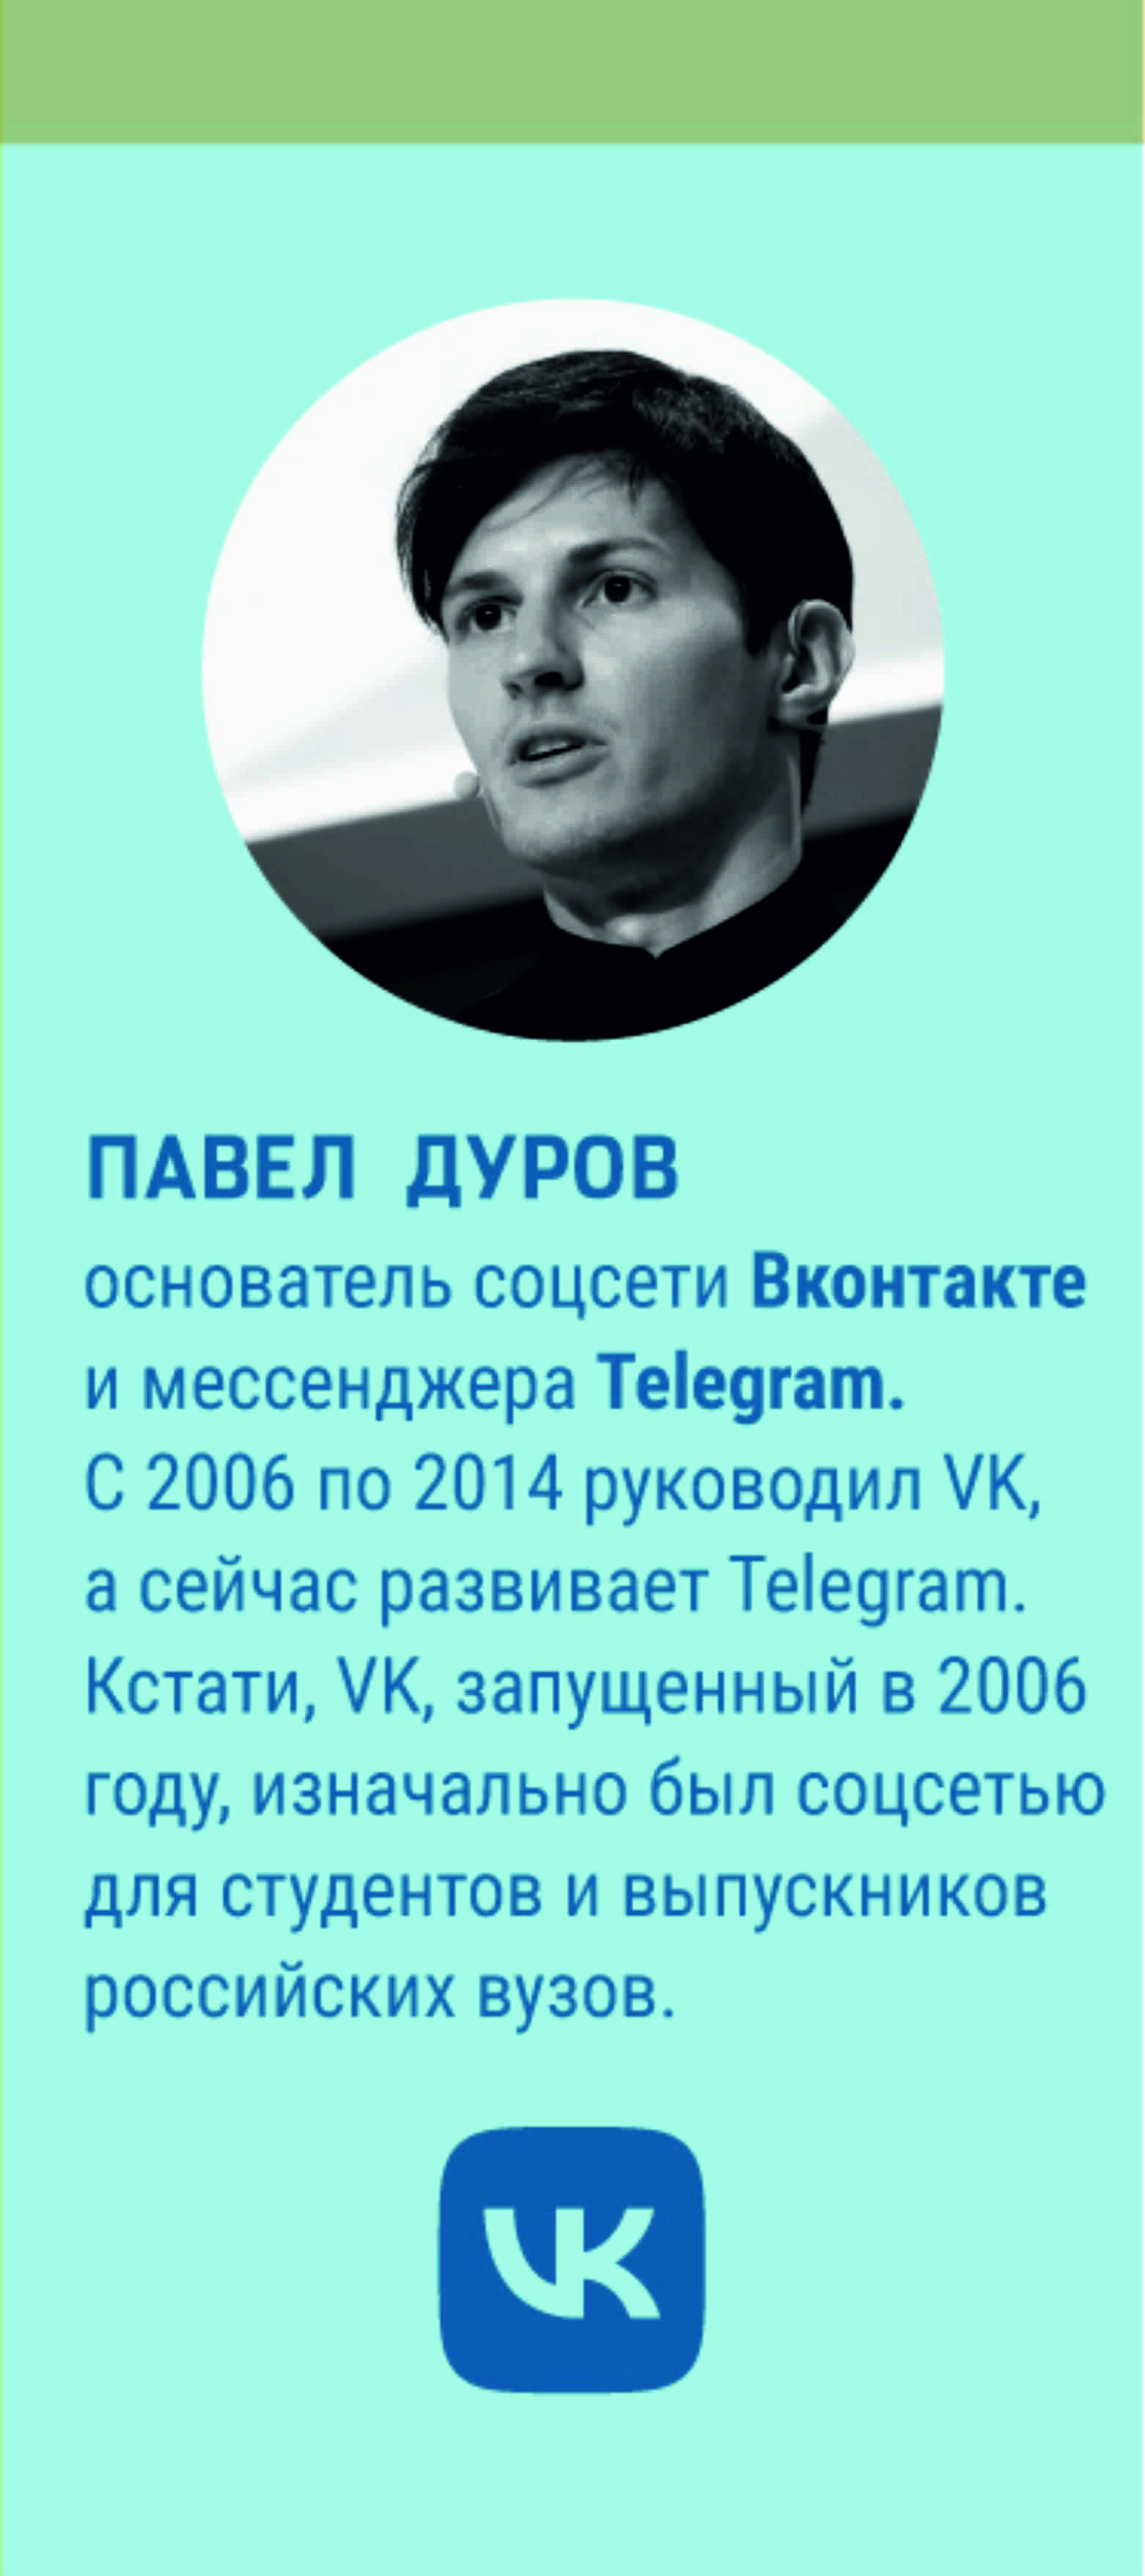 ПАВЕЛ ДУРОВ
основатель соцсети Вконтакте
и мессенджера Telegram.
С 2006 по 2014 руководил VK,
а сейчас развивает Telegram.
Кстати, VK, запущенный в 2006
году, изначально был соцсетью
для студентов и выпускников
российских вузов.
VK